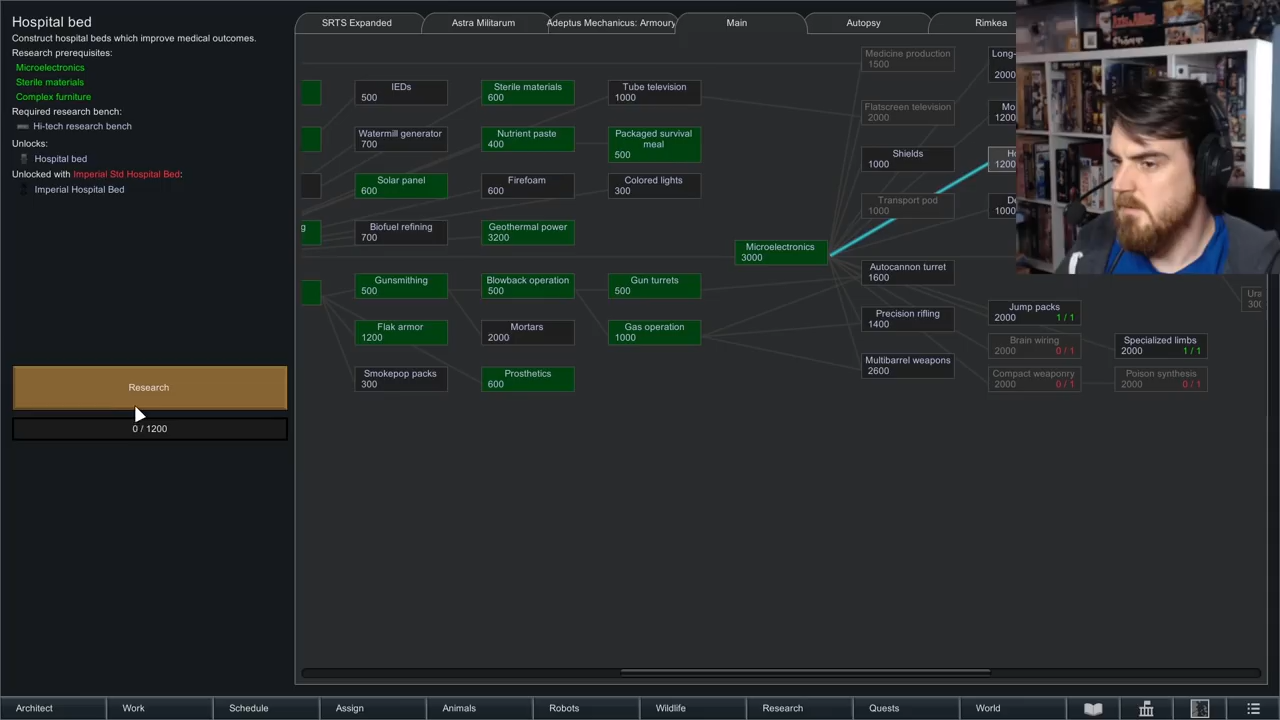 Hospital bed
Construct hospital beds which improve medical outcomes.
Research prerequisites:
Microelectronics
Sterile materials
Complex furniture
Required research bench:
Hi-tech research bench
Unlocks:
Hospital bed
Unlocked with Imperial Std Hospital Bed:
Imperial Hospital Bed
Research
0 / 1200
SRTS Expanded
Astra Militarum
Adeptus Mechanicus: Armoury
Main
Autopsy
Rimkea
IEDs
500
Sterile materials
600
Tube television
1000
Medicine production
1500
2000
Flatscreen television
2000
1200
Watermill generator
700
Nutrient paste
400
Packaged survival
meal
500
Shields
1000
1200
Solar panel
600
Firefoam
600
Colored lights
300
Transport pod
1000
1000
Biofuel refining
700
Geothermal power
3200
Microelectronics
3000
Gunsmithing
500
Blowback operation
500
Gun turrets
500
Autocannon turret
1600
Flak armor
1200
Mortars
2000
Gas operation
1000
Precision rifling
1400
Jump packs
2000 1 / 1
Brain wiring
2000 0 / 1
Specialized limbs
2000 1 / 1
Smokepop packs
300
Prosthetics
600
Multibarrel weapons
2600
Compact weaponry
2000 0 / 1
Poison synthesis
2000 0 / 1
Architect
Work
Schedule
Assign
Animals
Robots
Wildlife
Research
Quests
World